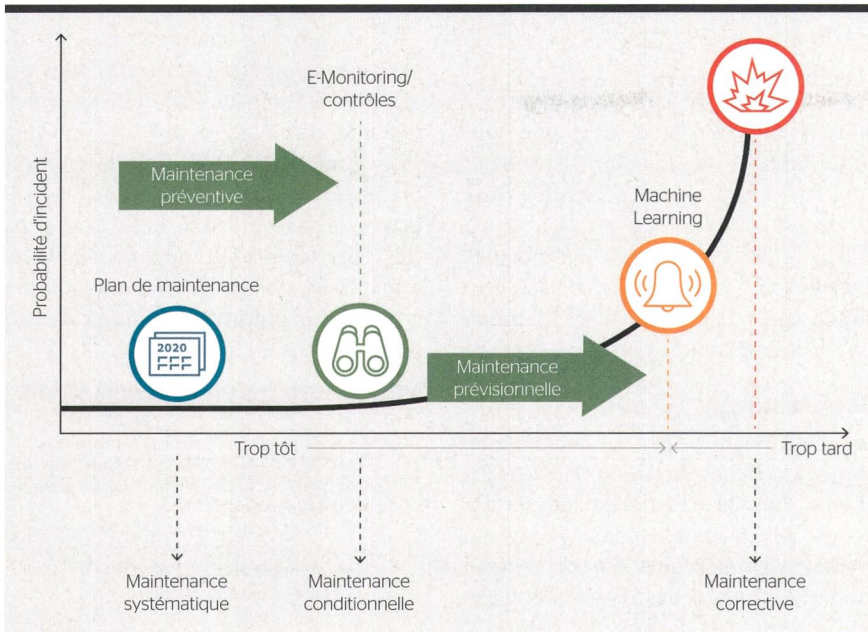 E-Monitoring/
contrôles
Maintenance
préventive
Machine
Learning
Probabilité d'incident
Plan de maintenance
2020
Maintenance
prévisionnelle
Trop tôt
Trop tard
Maintenance
systématique
Maintenance
conditionnelle
Maintenance
corrective